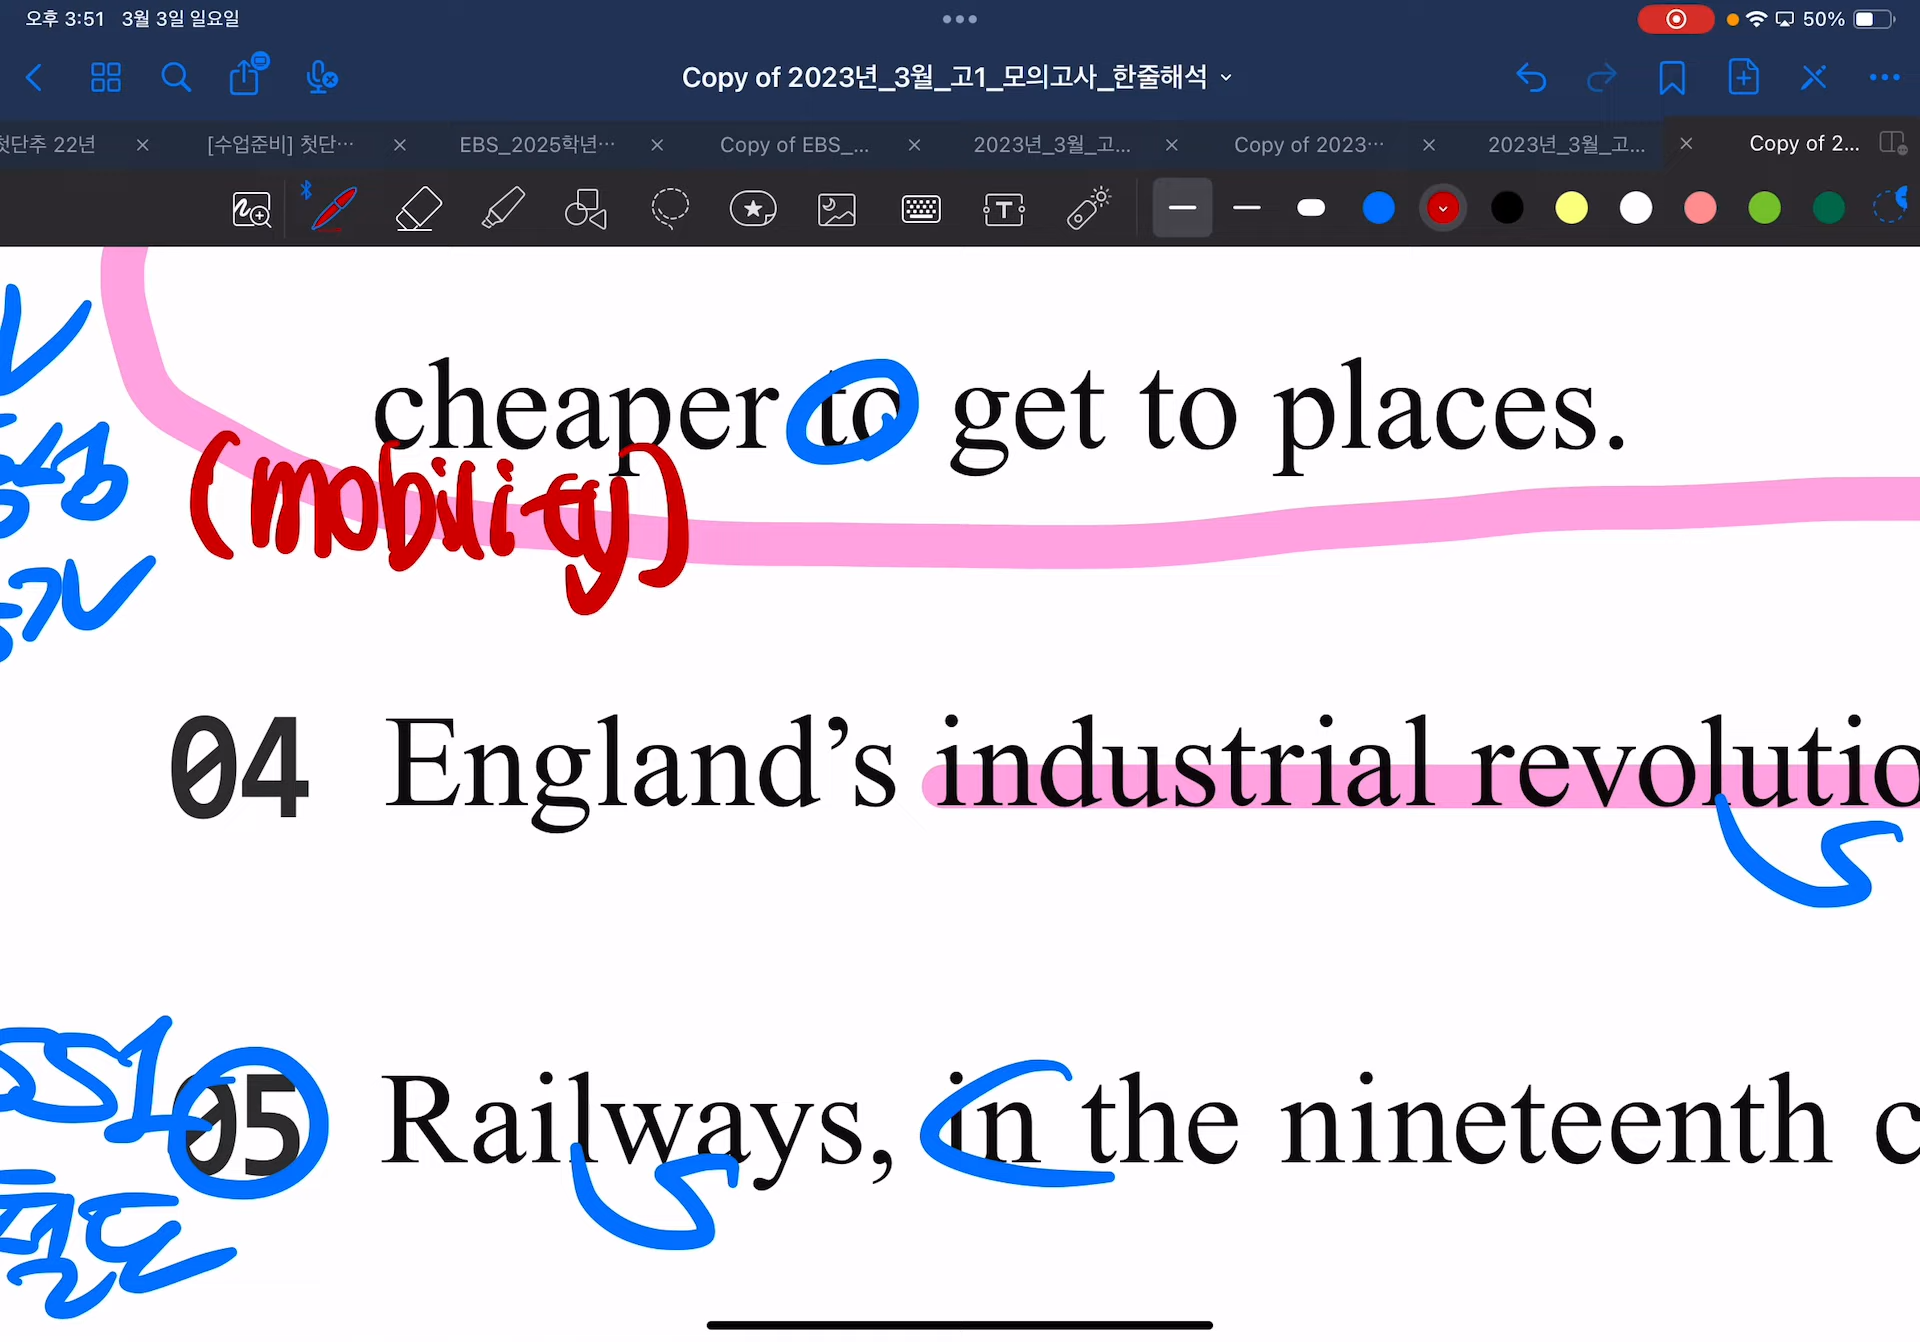 오후 3:51 3월 3일 일요일
50%
Copy of 2023년_3월_고1_모의고사_한줄해석
첫단추 22년
[수업준비] 첫단…
EBS_2025학년…
Copy of EBS_...
2023년_3월_고...
Copy of 2023…
2023년_3월_고...
Copy of 2...
cheaper to get to places.
(mobility)
04 England’s industrial revolutio
05 Railways, in the nineteenth c
철도